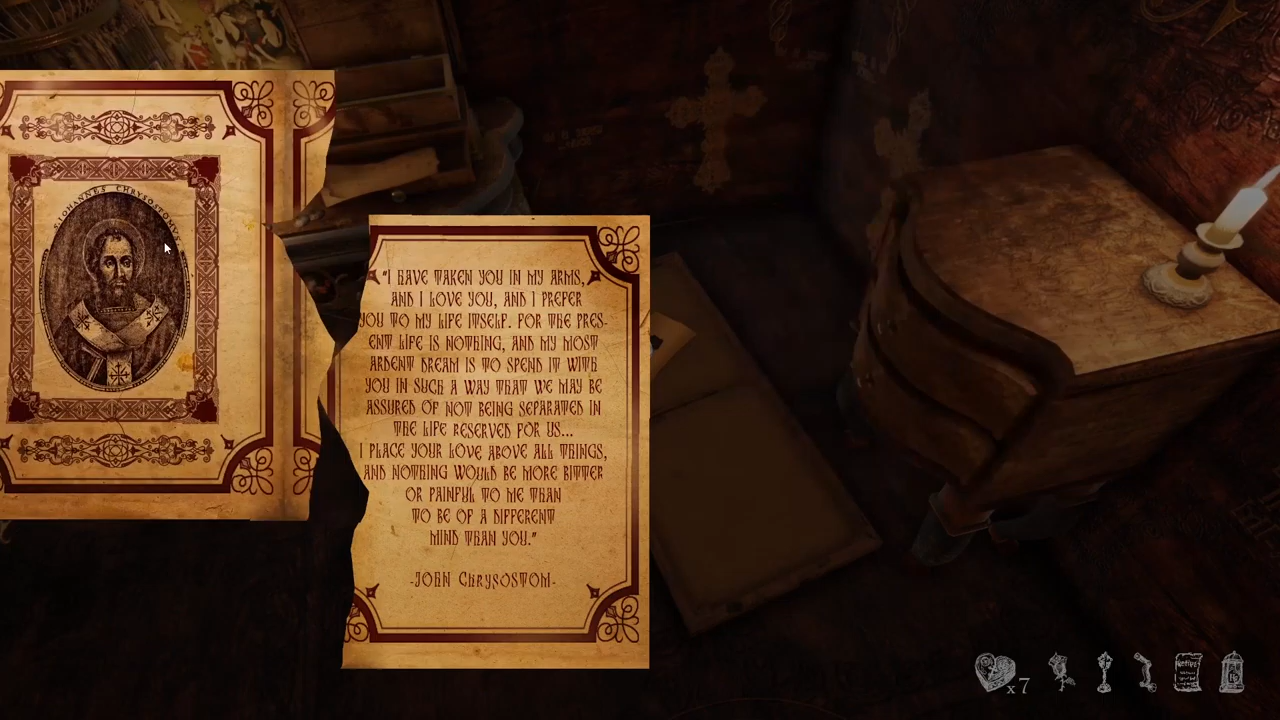 S. IOHANNES CHRYSOSTOMVS
"I HAVE TAKEN YOU IN MY ARMS,
AND I LOVE YOU, AND I PREFER
YOU TO MY LIFE ITSELF. FOR THE PRES-
ENT LIFE IS NOTHING, AND MY MOST
ARDENT DREAM IS TO SPEND IT WITH
YOU IN SUCH A WAY THAT WE MAY BE
ASSURED OF NOT BEING SEPARATED IN
THE LIFE RESERVED FOR US...
I PLACE YOUR LOVE ABOVE ALL THINGS,
AND NOTHING WOULD BE MORE BITTER
OR PAINFUL TO ME THAN
TO BE OF A DIFFERENT
MIND THAN YOU."
-JOHN CHRYSOSTOM-
x7